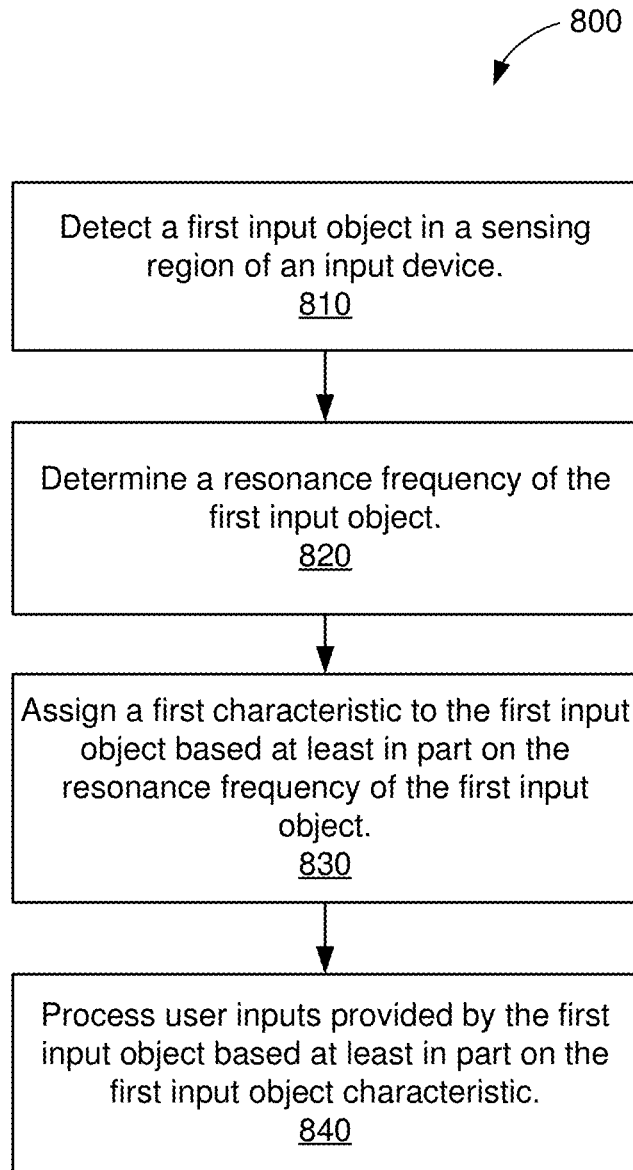 800
Detect a first input object in a sensing
region of an input device.
810
Determine a resonance frequency of the
first input object.
820
Assign a first characteristic to the first input
object based at least in part on the
resonance frequency of the first input
object.
830
Process user inputs provided by the first
input object based at least in part on the
first input object characteristic.
840